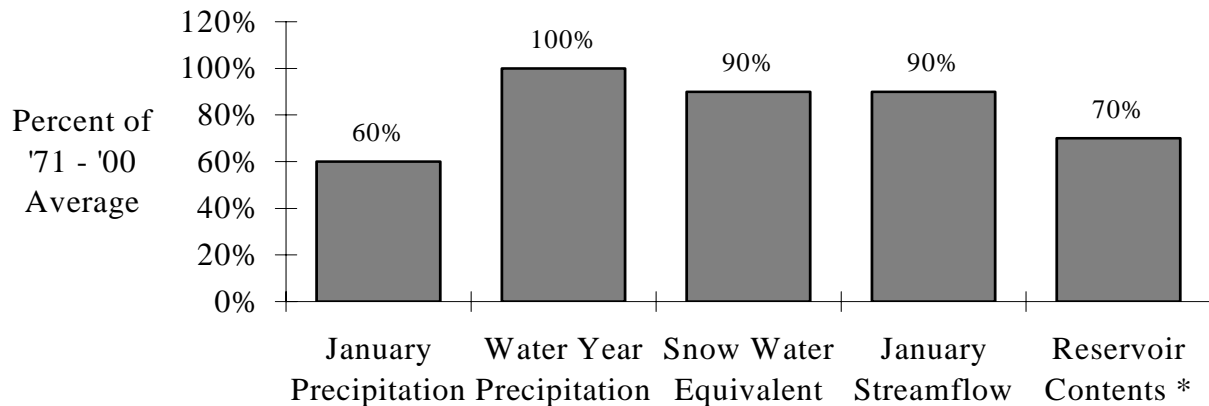 120%
100%
80%
60%
40%
20%
0%
Percent of
'71 - '00
Average
60%
100%
90%
90%
70%
January
Precipitation
Water Year
Precipitation
Snow Water
Equivalent
January
Streamflow
Reservoir
Contents *